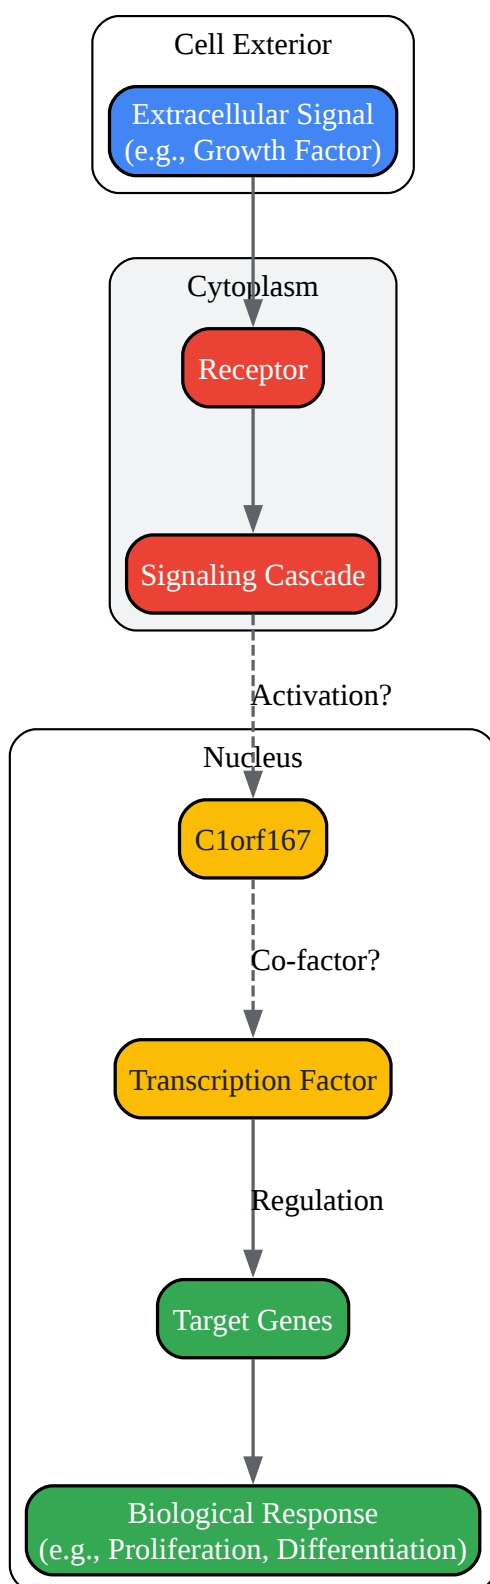 Cell Exterior
Extracellular Signal
(e.g., Growth Factor)
Cytoplasm
Receptor
Signaling Cascade
Activation?
Nucleus
C1orf167
Co-factor?
Transcription Factor
Regulation
Target Genes
Biological Response
(e.g., Proliferation, Differentiation)